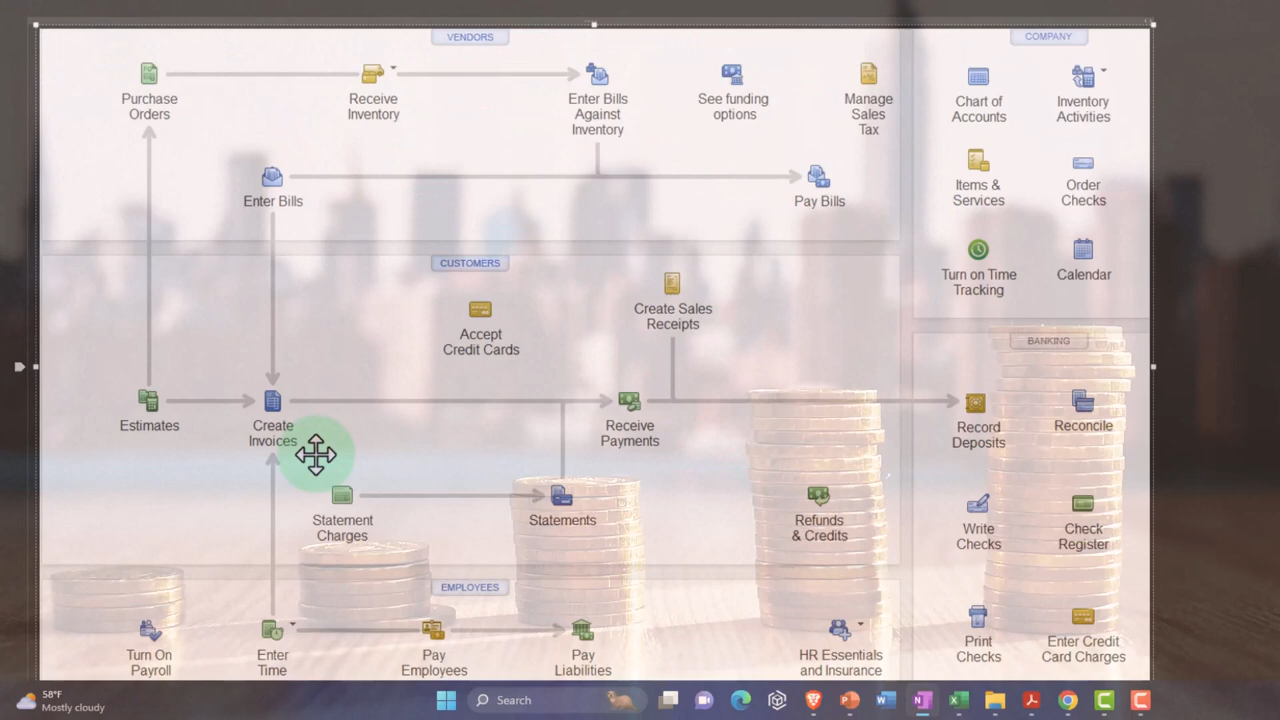 VENDORS
Purchase
Orders
Receive
Inventory
Enter Bills
Against
Inventory
See funding
options
Manage
Sales
Tax
Enter Bills
Pay Bills
CUSTOMERS
Create Sales
Receipts
Accept
Credit Cards
Estimates
Create
Invoices
Receive
Payments
Statement
Charges
Statements
Refunds
& Credits
EMPLOYEES
Turn On
Payroll
Enter
Time
Pay
Employees
Pay
Liabilities
HR Essentials
and Insurance
COMPANY
Chart of
Accounts
Inventory
Activities
Items &
Services
Order
Checks
Turn on Time
Tracking
Calendar
BANKING
Record
Deposits
Reconcile
Write
Checks
Check
Register
Print
Checks
Enter Credit
Card Charges
58°F
Mostly cloudy
Search